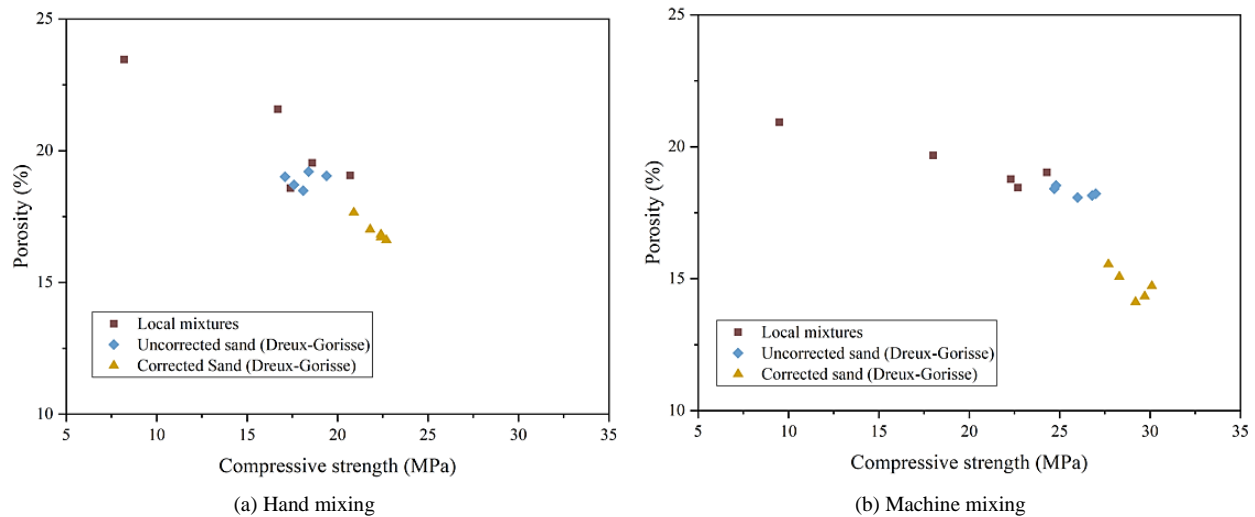 25
20
15
10
Porosity (%)
Local mixtures
Uncorrected sand (Dreux-Gorisse)
Corrected Sand (Dreux-Gorisse)
5
10
15
20
25
30
35
Compressive strength (MPa)
(a) Hand mixing
25
20
15
10
Porosity (%)
Local mixtures
Uncorrected sand (Dreux-Gorisse)
Corrected sand (Dreux-Gorisse)
5
10
15
20
25
30
35
Compressive strength (MPa)
(b) Machine mixing